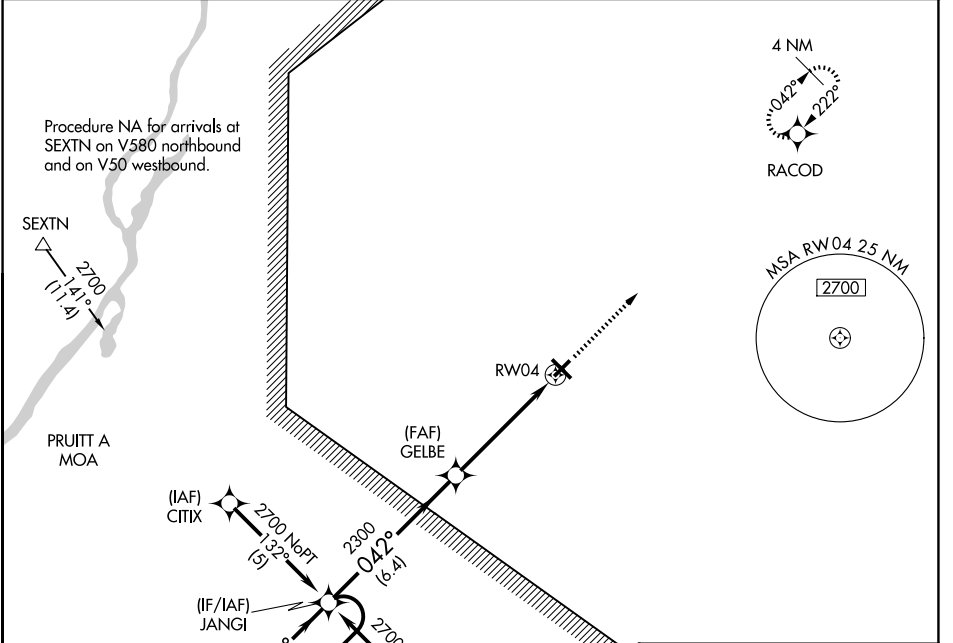 4 NM
042°
222°
RACOD
Procedure NA for arrivals at
SEXTN on V580 northbound
and on V50 westbound.
SEXTN
2700
141°
(11.4)
MSA RW04 25 NM
2700
RW04
(FAF)
GELBE
PRUITT A
MOA
(IAF)
CITIX
2700 NoPT
132°
(5)
2300
042°
(6.4)
(IF/IAF)
JANGI
2700